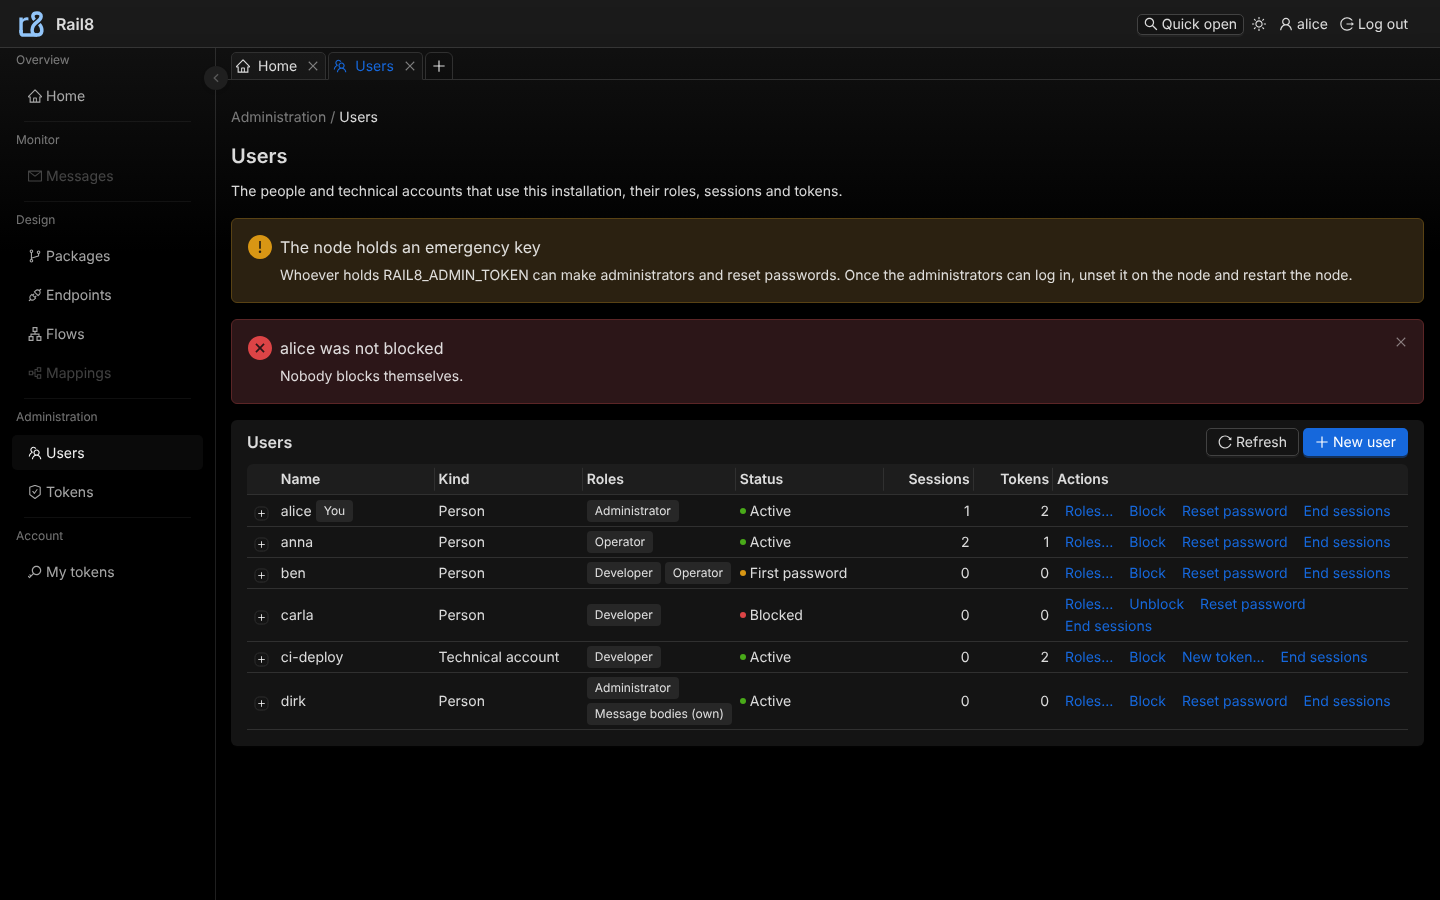 r8 Rail8
Quick open alice Log out
Overview
Home
Monitor
Messages
Design
Packages
Endpoints
Flows
Mappings
Administration
Users
Tokens
Account
My tokens
Home Users
Administration / Users
Users
The people and technical accounts that use this installation, their roles, sessions and tokens.
The node holds an emergency key
Whoever holds RAIL8_ADMIN_TOKEN can make administrators and reset passwords. Once the administrators can log in, unset it on the node and restart the node.
alice was not blocked
Nobody blocks themselves.
Users Refresh New user
Name Kind Roles Status Sessions Tokens Actions
alice You Person Administrator Active 1 2 Roles... Block Reset password End sessions
anna Person Operator Active 2 1 Roles... Block Reset password End sessions
ben Person Developer Operator First password 0 0 Roles... Block Reset password End sessions
carla Person Developer Blocked 0 0 Roles... Unblock Reset password
End sessions
ci-deploy Technical account Developer Active 0 2 Roles... Block New token... End sessions
dirk Person Administrator Active 0 0 Roles... Block Reset password End sessions
Message bodies (own)